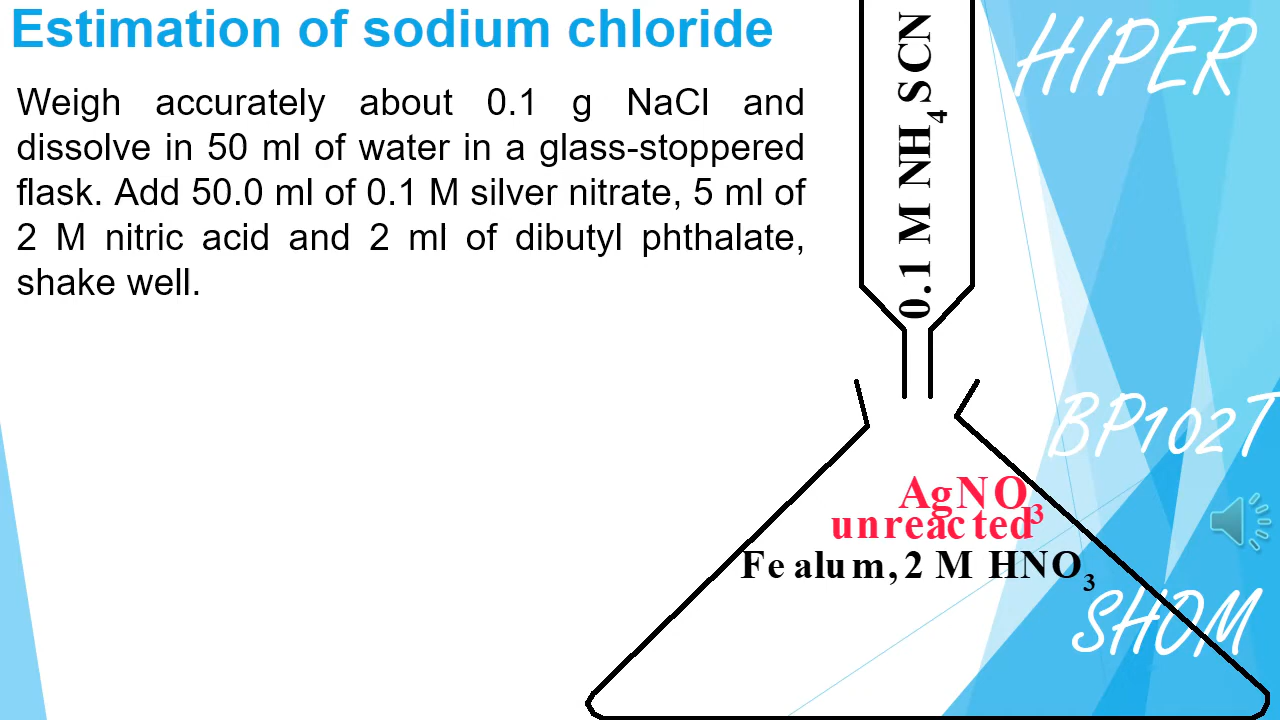 Estimation of sodium chloride
Weigh accurately about 0.1 g NaCl and
dissolve in 50 ml of water in a glass-stoppered
flask. Add 50.0 ml of 0.1 M silver nitrate, 5 ml of
2 M nitric acid and 2 ml of dibutyl phthalate,
shake well.
0.1 M NH4SCN
AgNO3
unreacted
Fe alum, 2 M HNO3
HIPER
BP102T
SHOM